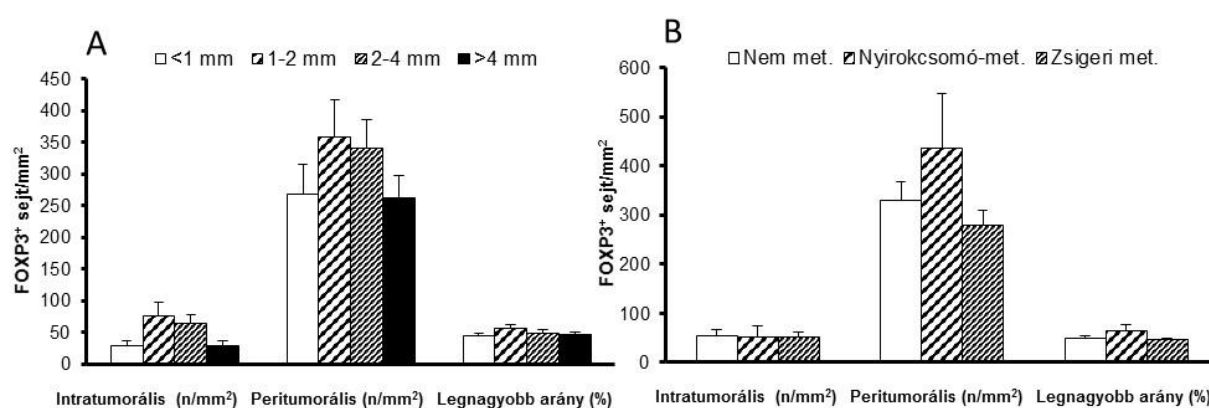 A
<1 mm 1-2 mm 2-4 mm >4 mm
FOXP3⁺ sejt/mm²
450
400
350
300
250
200
150
100
50
0
Intratumorális (n/mm²) Peritumorális (n/mm²) Legnagyobb arány (%)
B
Nem met. Nyirokcsomó-met. Zsigeri met.
FOXP3⁺ sejt/mm²
600
500
400
300
200
100
0
Intratumorális (n/mm²) Peritumorális (n/mm²) Legnagyobb arány (%)